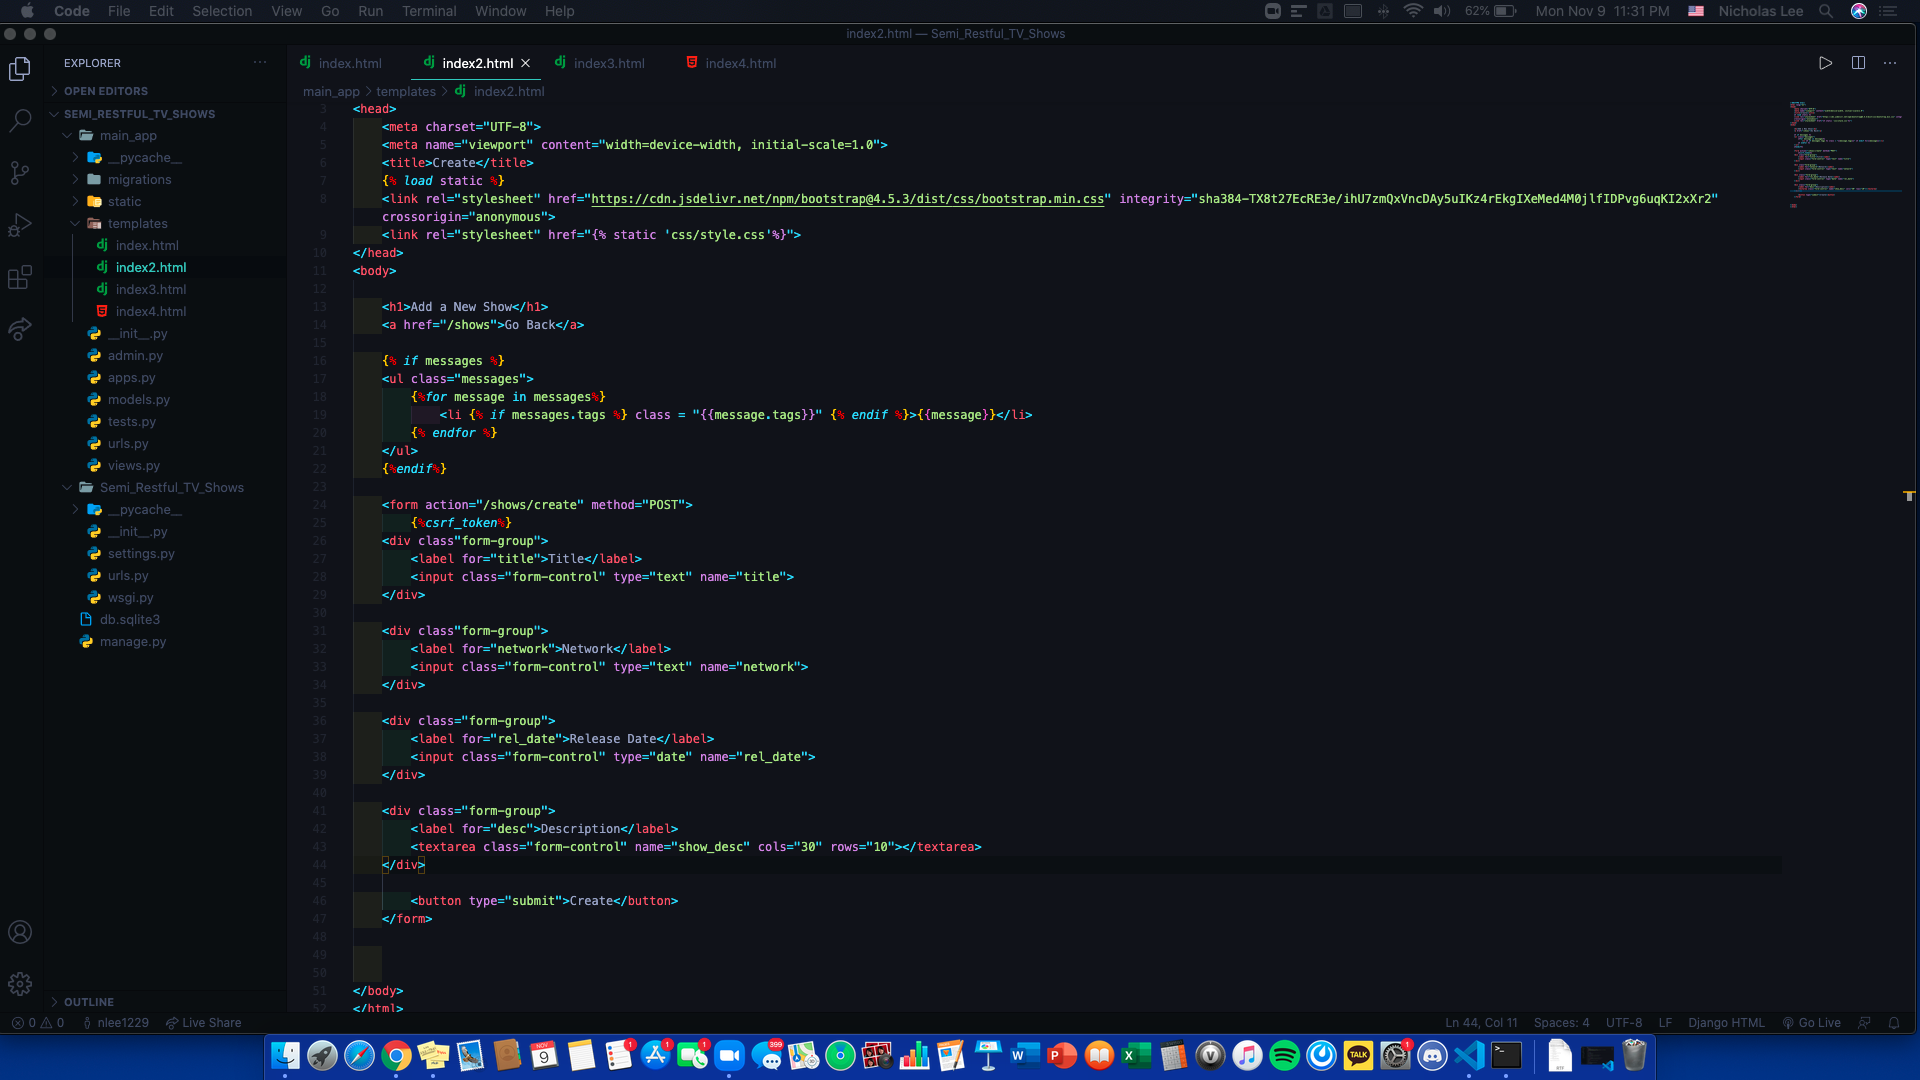 Code File Edit Selection View Go Run Terminal Window Help 62% Mon Nov 9 11:31 PM Nicholas Lee
index2.html — Semi_Restful_TV_Shows
EXPLORER
OPEN EDITORS
SEMI_RESTFUL_TV_SHOWS
main_app
__pycache__
migrations
static
templates
index.html
index2.html
index3.html
index4.html
__init__.py
admin.py
apps.py
models.py
tests.py
urls.py
views.py
Semi_Restful_TV_Shows
__pycache__
__init__.py
settings.py
urls.py
wsgi.py
db.sqlite3
manage.py
OUTLINE
index.html index2.html index3.html index4.html
main_app > templates > index2.html
3 <head>
4 <meta charset="UTF-8">
5 <meta name="viewport" content="width=device-width, initial-scale=1.0">
6 <title>Create</title>
7 {% load static %}
8 <link rel="stylesheet" href="https://cdn.jsdelivr.net/npm/bootstrap@4.5.3/dist/css/bootstrap.min.css" integrity="sha384-TX8t27EcRE3e/ihU7zmQxVncDAy5uIKz4rEkgIXeMed4M0jlfIDPvg6uqKI2xXr2"
crossorigin="anonymous">
9 <link rel="stylesheet" href="{% static 'css/style.css'%}">
10 </head>
11 <body>
12
13 <h1>Add a New Show</h1>
14 <a href="/shows">Go Back</a>
15
16 {% if messages %}
17 <ul class="messages">
18 {%for message in messages%}
19 <li {% if messages.tags %} class = "{{message.tags}}" {% endif %}>{{message}}</li>
20 {% endfor %}
21 </ul>
22 {%endif%}
23
24 <form action="/shows/create" method="POST">
25 {%csrf_token%}
26 <div class"form-group">
27 <label for="title">Title</label>
28 <input class="form-control" type="text" name="title">
29 </div>
30
31 <div class"form-group">
32 <label for="network">Network</label>
33 <input class="form-control" type="text" name="network">
34 </div>
35
36 <div class="form-group">
37 <label for="rel_date">Release Date</label>
38 <input class="form-control" type="date" name="rel_date">
39 </div>
40
41 <div class="form-group">
42 <label for="desc">Description</label>
43 <textarea class="form-control" name="show_desc" cols="30" rows="10"></textarea>
44 </div>
45
46 <button type="submit">Create</button>
47 </form>
48
49
50
51 </body>
52 </html>
0 0 nlee1229 Live Share Ln 44, Col 11 Spaces: 4 UTF-8 LF Django HTML Go Live
NOV 9 1 1 1 399 W P X V TALK 1